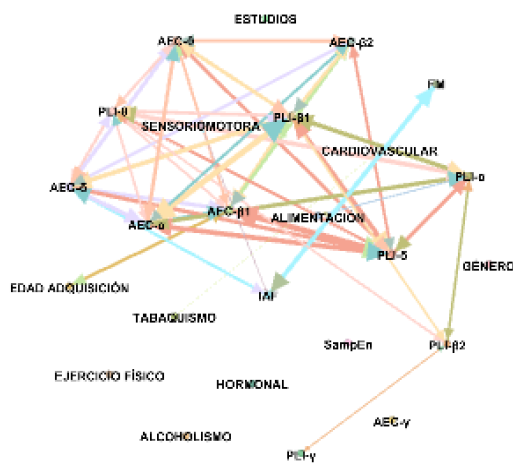 ESTUDIOS
AEC-θ
AEC-β2
FM
PLI-θ
SENSORIOMOTORA
PLI-β1
CARDIOVASCULAR
PLI-α
AEC-δ
AEC-α
AEC-β1
ALIMENTACIÓN
PLI-δ
GÉNERO
EDAD ADQUISICIÓN
IAF
TABAQUISMO
SampEn
PLI-β2
EJERCICIO FÍSICO
HORMONAL
AEC-γ
ALCOHOLISMO
PLI-γ